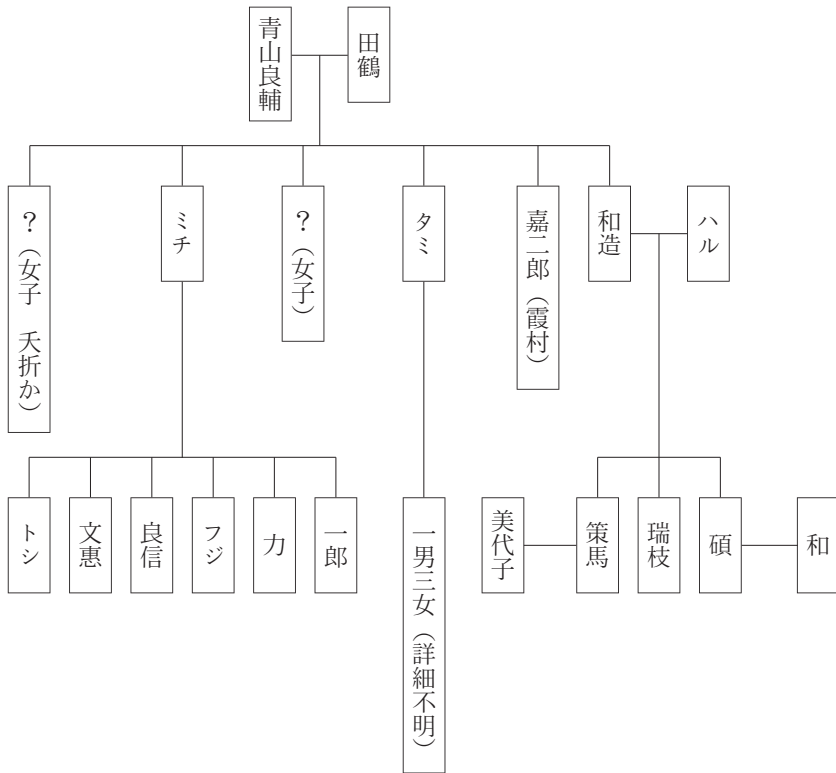 田鶴
青山良輔
ハル
和造
嘉二郎(霞村)
タミ
?(女子)
ミチ
?(女子 夭折か)
和
碩
瑞枝
策馬
美代子
一男三女(詳細不明)
一郎
力
フジ
良信
文惠
トシ